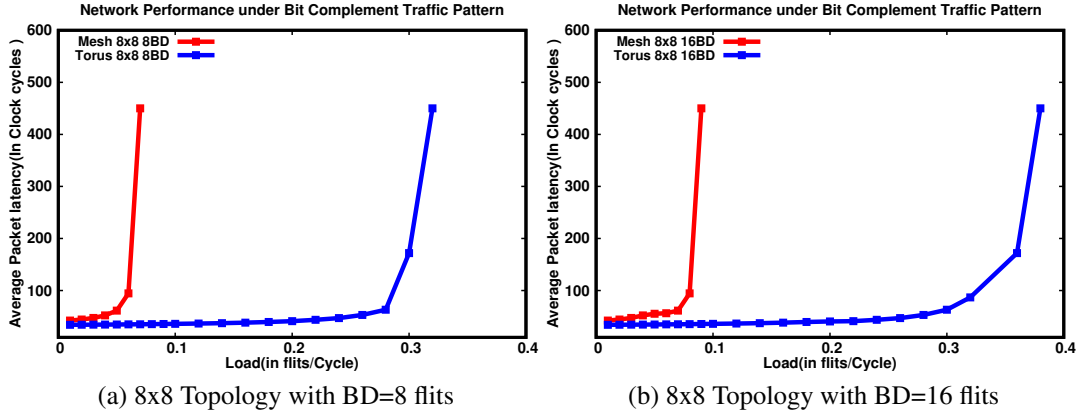 Network Performance under Bit Complement Traffic Pattern
Average Packet latency(In Clock cycles )
600
500
400
300
200
100
Mesh 8x8 8BD
Torus 8x8 8BD
0 0.1 0.2 0.3 0.4
Load(in flits/Cycle)
(a) 8x8 Topology with BD=8 flits
Network Performance under Bit Complement Traffic Pattern
Average Packet latency(In Clock cycles )
600
500
400
300
200
100
Mesh 8x8 16BD
Torus 8x8 16BD
0 0.1 0.2 0.3 0.4
Load(in flits/Cycle)
(b) 8x8 Topology with BD=16 flits